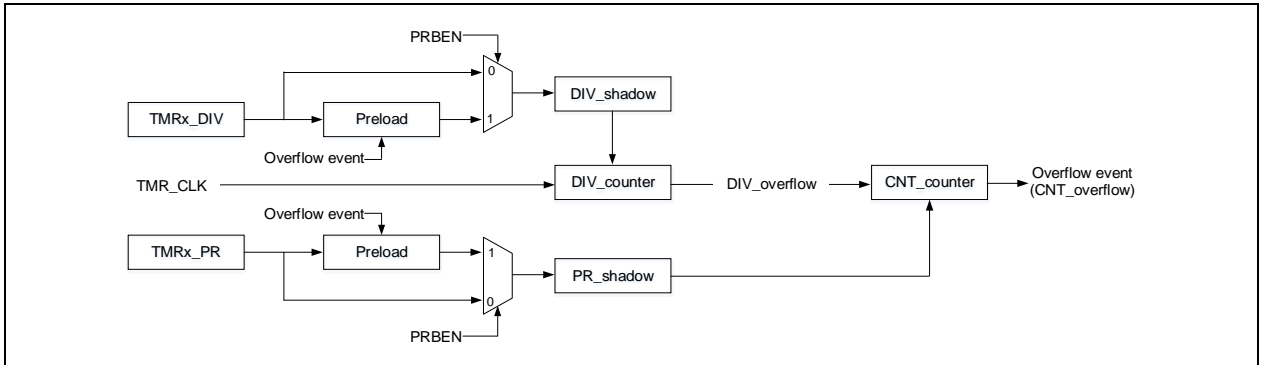 PRBEN
0
TMRx_DIV
Preload
1
DIV_shadow
Overflow event
TMR_CLK
DIV_counter
DIV_overflow
CNT_counter
Overflow event
(CNT_overflow)
Overflow event
TMRx_PR
Preload
1
PR_shadow
0
PRBEN